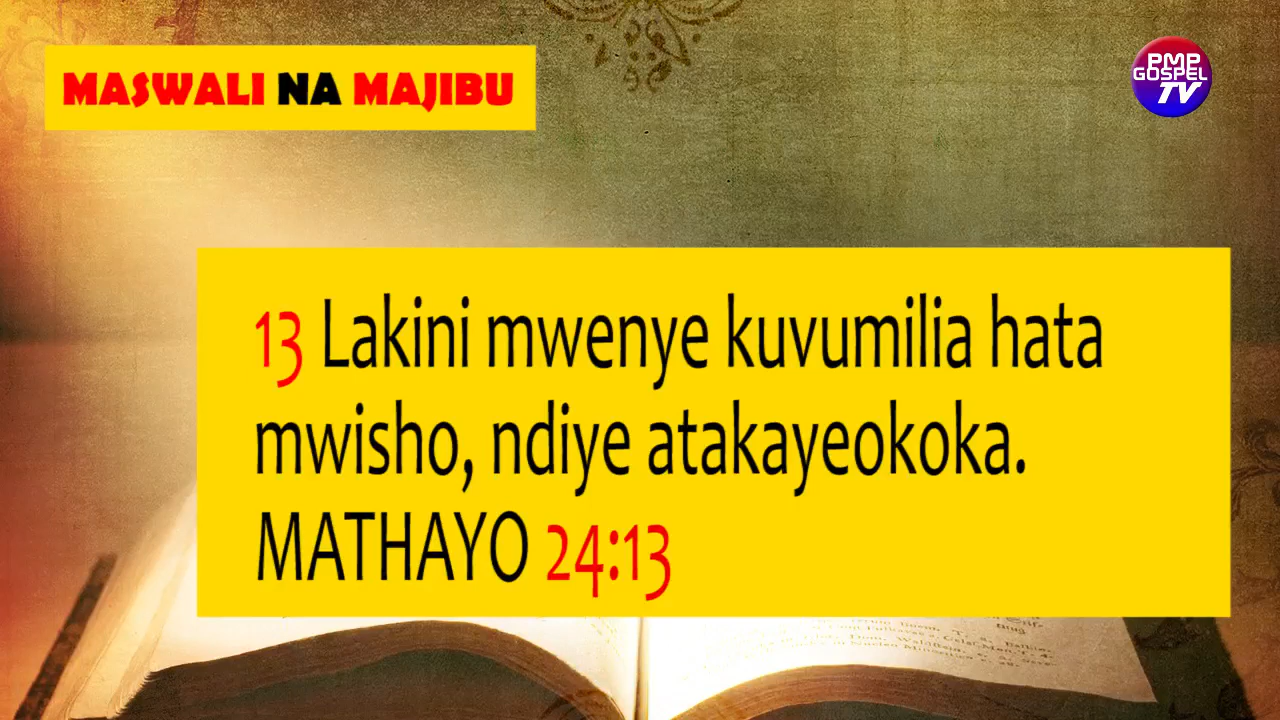 MASWALI NA MAJIBU
PMP
GOSPEL
TV
13 Lakini mwenye kuvumilia hata
mwisho, ndiye atakayeokoka.
MATHAYO 24:13